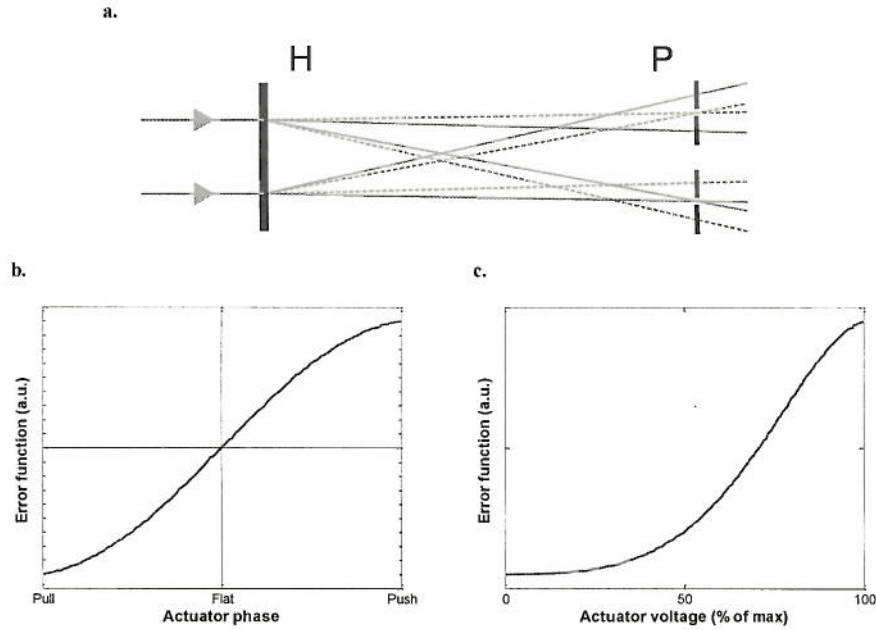 a.
H
P
b.
c.
Error function (a.u.)
Pull
Flat
Push
Actuator phase
Error function (a.u.)
0
50
100
Actuator voltage (% of max)